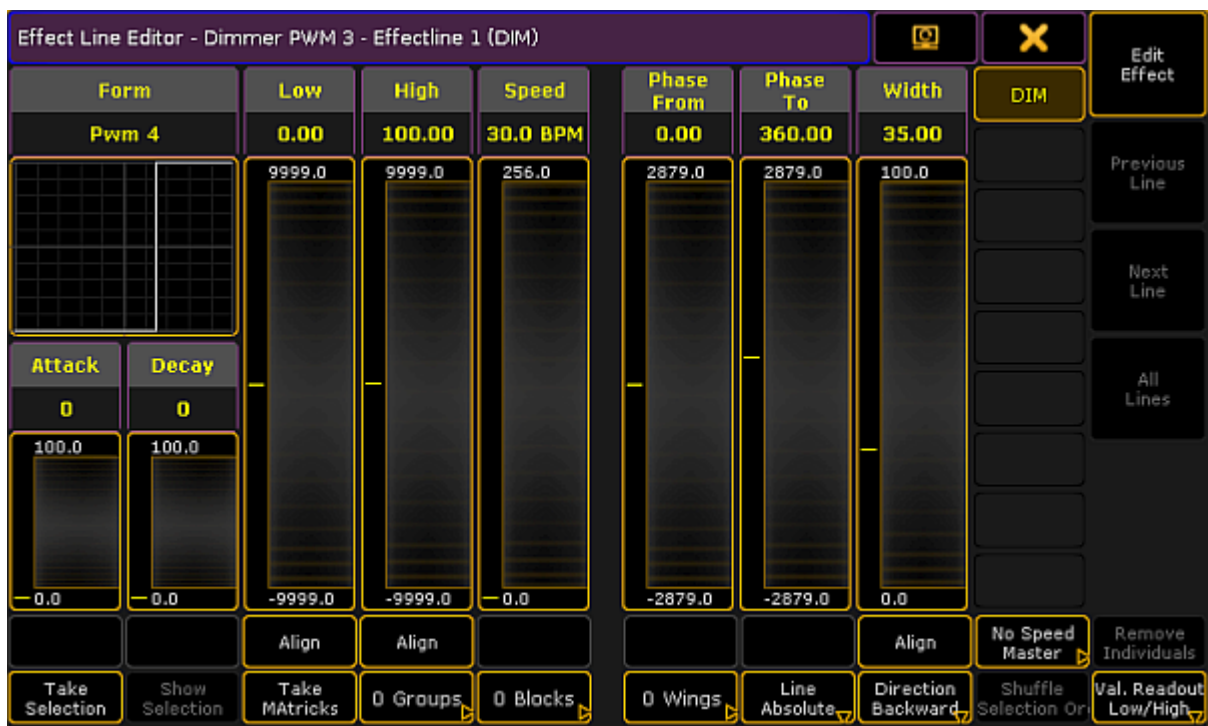 Effect Line Editor - Dimmer PWM 3 - Effectline 1 (DIM)
Edit Effect
Form
Low
High
Speed
Phase From
Phase To
Width
DIM
Pwm 4
0.00
100.00
30.0 BPM
0.00
360.00
35.00
Previous Line
9999.0
9999.0
256.0
2879.0
2879.0
100.0
Next Line
Attack
Decay
0
0
All Lines
100.0
100.0
0.0
0.0
-9999.0
-9999.0
0.0
-2879.0
-2879.0
0.0
Align
Align
Align
No Speed Master
Remove Individuals
Take Selection
Show Selection
Take MAtricks
0 Groups
0 Blocks
0 Wings
Line Absolute
Direction Backward
Shuffle Selection Or
Val. Readout Low/High